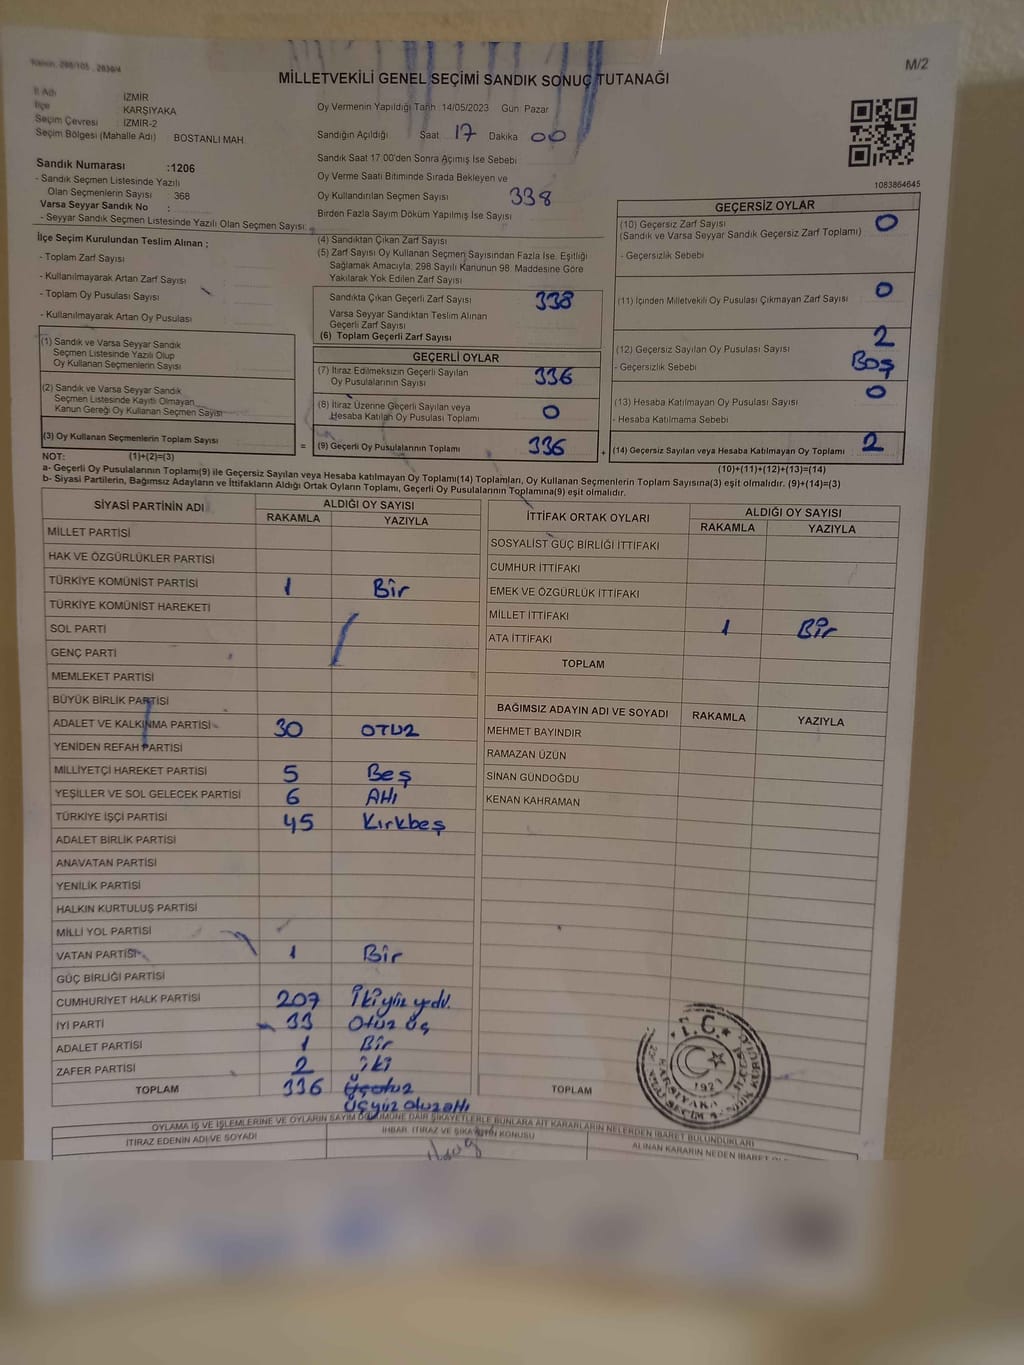 M/2
MİLLETVEKİLİ GENEL SEÇİMİ SANDIK SONUÇ TUTANAĞI
İl Adı : İZMİR
İlçe : KARŞIYAKA
Seçim Çevresi : İZMİR-2
Seçim Bölgesi (Mahalle Adı) : BOSTANLI MAH.
Sandık Numarası :1206
- Sandık Seçmen Listesinde Yazılı
Olan Seçmenlerin Sayısı : 368
Varsa Seyyar Sandık No :
- Seyyar Sandık Seçmen Listesinde Yazılı Olan Seçmen Sayısı:
Oy Vermenin Yapıldığı Tarih 14/05/2023 Gün: Pazar
Sandığın Açıldığı Saat 17 Dakika 00
Sandık Saat 17:00'den Sonra Açımış İse Sebebi
Oy Verme Saati Bitiminde Sırada Bekleyen ve
Oy Kullandırılan Seçmen Sayısı 338
Birden Fazla Sayım Döküm Yapılmış İse Sayısı
1083864645
İlçe Seçim Kurulundan Teslim Alınan ;
- Toplam Zarf Sayısı
- Kullanılmayarak Artan Zarf Sayısı
- Toplam Oy Pusulası Sayısı
- Kullanılmayarak Artan Oy Pusulası
(1) Sandık ve Varsa Seyyar Sandık
Seçmen Listesinde Yazılı Olup
Oy Kullanan Seçmenlerin Sayısı
(2) Sandık ve Varsa Seyyar Sandık
Seçmen Listesinde Kayıtlı Olmayan
Kanun Gereği Oy Kullanan Seçmen Sayısı
(3) Oy Kullanan Seçmenlerin Toplam Sayısı
(4) Sandıktan Çıkan Zarf Sayısı
(5) Zarf Sayısı Oy Kullanan Seçmen Sayısından Fazla İse, Eşitliği
Sağlamak Amacıyla, 298 Sayılı Kanunun 98. Maddesine Göre
Yakılarak Yok Edilen Zarf Sayısı
Sandıkta Çıkan Geçerli Zarf Sayısı 338
Varsa Seyyar Sandıktan Teslim Alınan
Geçerli Zarf Sayısı
(6) Toplam Geçerli Zarf Sayısı
GEÇERLİ OYLAR
(7) İtiraz Edilmeksizin Geçerli Sayılan
Oy Pusulalarının Sayısı 336
(8) İtiraz Üzerine Geçerli Sayılan veya
Hesaba Katılan Oy Pusulası Toplamı 0
= (9) Geçerli Oy Pusulalarının Toplamı 336
GEÇERSİZ OYLAR
(10) Geçersiz Zarf Sayısı 0
(Sandık ve Varsa Seyyar Sandık Geçersiz Zarf Toplamı)
- Geçersizlik Sebebi
(11) İçinden Milletvekili Oy Pusulası Çıkmayan Zarf Sayısı 0
(12) Geçersiz Sayılan Oy Pusulası Sayısı 2
- Geçersizlik Sebebi Boş
(13) Hesaba Katılmayan Oy Pusulası Sayısı 0
- Hesaba Katılmama Sebebi
+ (14) Geçersiz Sayılan veya Hesaba Katılmayan Oy Toplamı 2
NOT: (1)+(2)=(3)
(10)+(11)+(12)+(13)=(14)
a- Geçerli Oy Pusulalarının Toplamı(9) ile Geçersiz Sayılan veya Hesaba katılmayan Oy Toplamı(14) Toplamları, Oy Kullanan Seçmenlerin Toplam Sayısına(3) eşit olmalıdır. (9)+(14)=(3)
b- Siyasi Partilerin, Bağımsız Adayların ve İttifakların Aldığı Ortak Oyların Toplamı, Geçerli Oy Pusulalarının Toplamına(9) eşit olmalıdır.
SİYASİ PARTİNİN ADI ALDIĞI OY SAYISI
RAKAMLA YAZIYLA
MİLLET PARTİSİ
HAK VE ÖZGÜRLÜKLER PARTİSİ
TÜRKİYE KOMÜNİST PARTİSİ 1 Bir
TÜRKİYE KOMÜNİST HAREKETİ
SOL PARTİ
GENÇ PARTİ
MEMLEKET PARTİSİ
BÜYÜK BİRLİK PARTİSİ
ADALET VE KALKINMA PARTİSİ 30 OTUZ
YENİDEN REFAH PARTİSİ
MİLLİYETÇİ HAREKET PARTİSİ 5 Beş
YEŞİLLER VE SOL GELECEK PARTİSİ 6 Altı
TÜRKİYE İŞÇİ PARTİSİ 45 Kırkbeş
ADALET BİRLİK PARTİSİ
ANAVATAN PARTİSİ
YENİLİK PARTİSİ
HALKIN KURTULUŞ PARTİSİ
MİLLİ YOL PARTİSİ
VATAN PARTİSİ 1 Bir
GÜÇ BİRLİĞİ PARTİSİ
CUMHURİYET HALK PARTİSİ 207 İki yüz yedi
İYİ PARTİ 33 Otuz üç
ADALET PARTİSİ 1 Bir
ZAFER PARTİSİ 2 iki
TOPLAM 336 Üçotuz
üçyüz otuzaltı
İTTİFAK ORTAK OYLARI ALDIĞI OY SAYISI
RAKAMLA YAZIYLA
SOSYALİST GÜÇ BİRLİĞİ İTTİFAKI
CUMHUR İTTİFAKI
EMEK VE ÖZGÜRLÜK İTTİFAKI
MİLLET İTTİFAKI 1 Bir
ATA İTTİFAKI
TOPLAM
BAĞIMSIZ ADAYIN ADI VE SOYADI RAKAMLA YAZIYLA
MEHMET BAYINDIR
RAMAZAN ÜZÜN
SİNAN GÜNDOĞDU
KENAN KAHRAMAN
TOPLAM
T.C.
1921
KARŞIYAKA
OYLAMA İŞ VE İŞLEMLERİNE VE OYLARIN SAYIM DÖKÜMÜNE DAİR ŞİKAYETLERLE BUNLARA AİT KARARLARIN NELERDEN İBARET BULUNDUKLARI
İTİRAZ EDENİN ADI VE SOYADI
İHBAR, İTİRAZ VE ŞİKAYETİN KONUSU
ALINAN KARARIN NEDEN İBARET